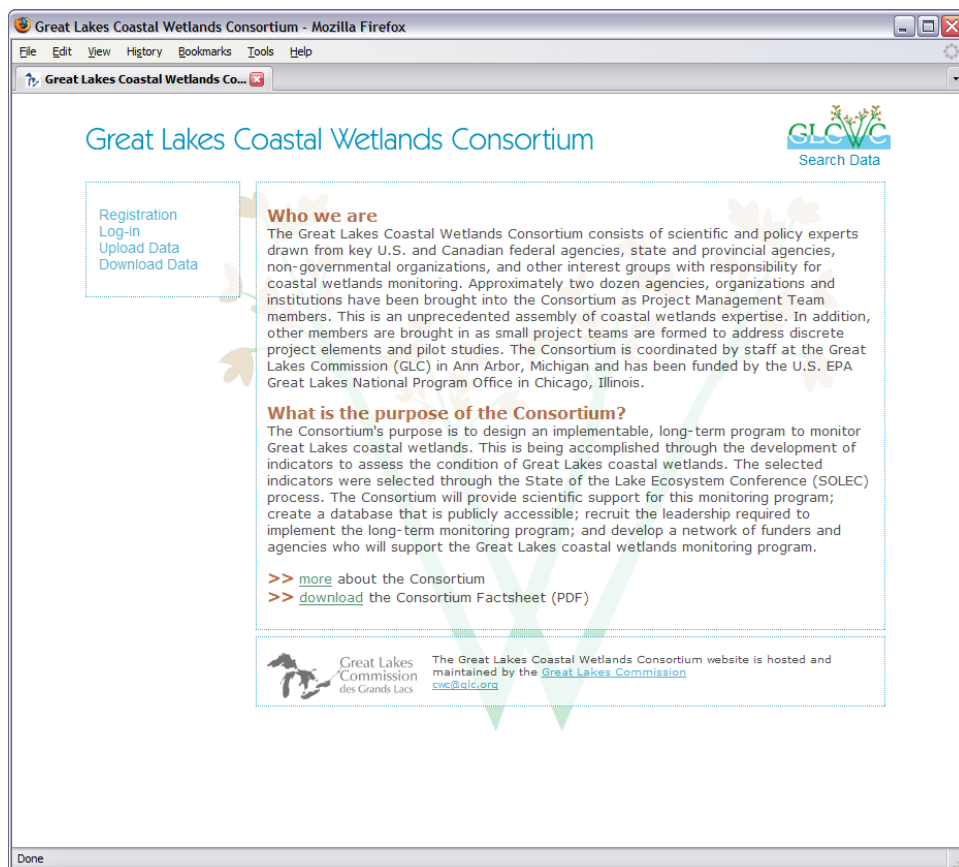 Great Lakes Coastal Wetlands Consortium - Mozilla Firefox
File Edit View History Bookmarks Tools Help
Great Lakes Coastal Wetlands Co...
Great Lakes Coastal Wetlands Consortium
GLCWC
Search Data
Registration
Log-in
Upload Data
Download Data
Who we are
The Great Lakes Coastal Wetlands Consortium consists of scientific and policy experts
drawn from key U.S. and Canadian federal agencies, state and provincial agencies,
non-governmental organizations, and other interest groups with responsibility for
coastal wetlands monitoring. Approximately two dozen agencies, organizations and
institutions have been brought into the Consortium as Project Management Team
members. This is an unprecedented assembly of coastal wetlands expertise. In addition,
other members are brought in as small project teams are formed to address discrete
project elements and pilot studies. The Consortium is coordinated by staff at the Great
Lakes Commission (GLC) in Ann Arbor, Michigan and has been funded by the U.S. EPA
Great Lakes National Program Office in Chicago, Illinois.
What is the purpose of the Consortium?
The Consortium's purpose is to design an implementable, long-term program to monitor
Great Lakes coastal wetlands. This is being accomplished through the development of
indicators to assess the condition of Great Lakes coastal wetlands. The selected
indicators were selected through the State of the Lake Ecosystem Conference (SOLEC)
process. The Consortium will provide scientific support for this monitoring program;
create a database that is publicly accessible; recruit the leadership required to
implement the long-term monitoring program; and develop a network of funders and
agencies who will support the Great Lakes coastal wetlands monitoring program.
>> more about the Consortium
>> download the Consortium Factsheet (PDF)
Great Lakes
Commission
des Grands Lacs
The Great Lakes Coastal Wetlands Consortium website is hosted and
maintained by the Great Lakes Commission
cwc@glc.org
Done